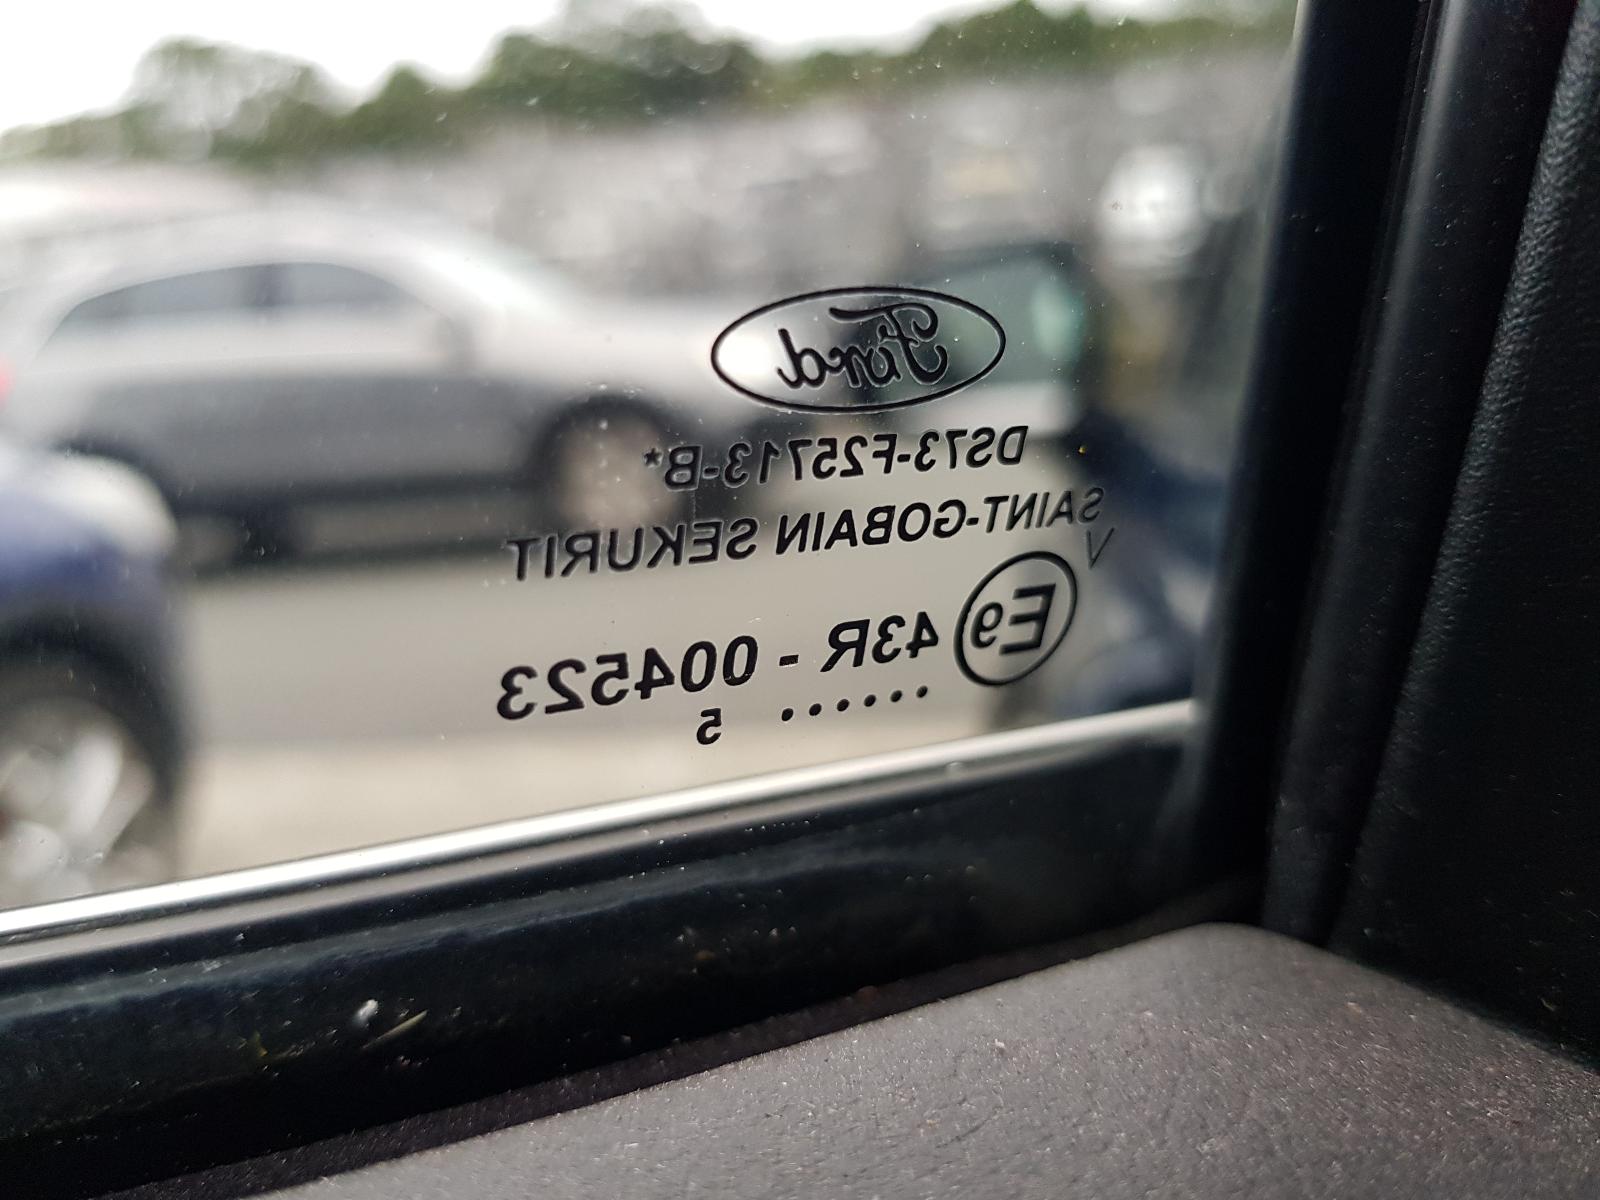 Ford
DS73-F25713-B*
SAINT-GOBAIN SEKURIT
V
E9 43R - 004523
......
5